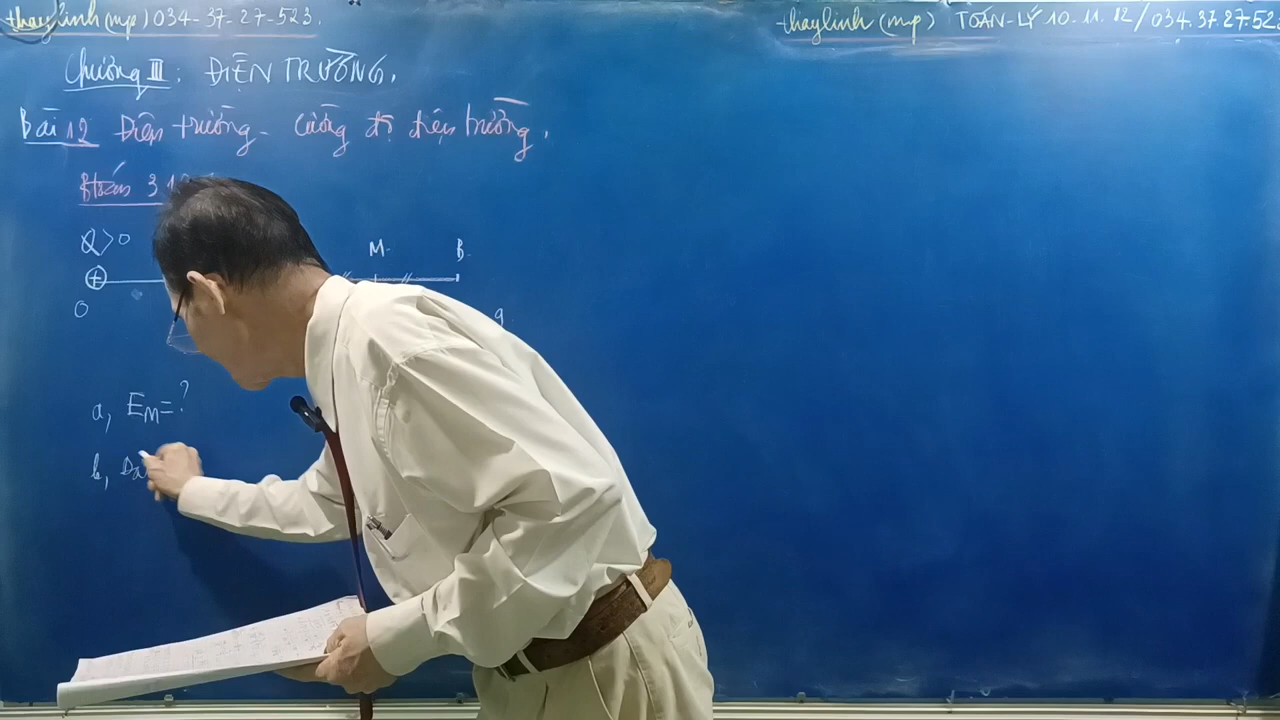 thaylinh (mp) 034-37-27-523.
thaylinh (mp) TOÁN-LÝ 10.11.12/034.37.27.52
Chương III: ĐIỆN TRƯỜNG.
Bài 12 Điện trường - Cường độ điện trường.
Q>0
M
B
O
q
a, EM=?
b,